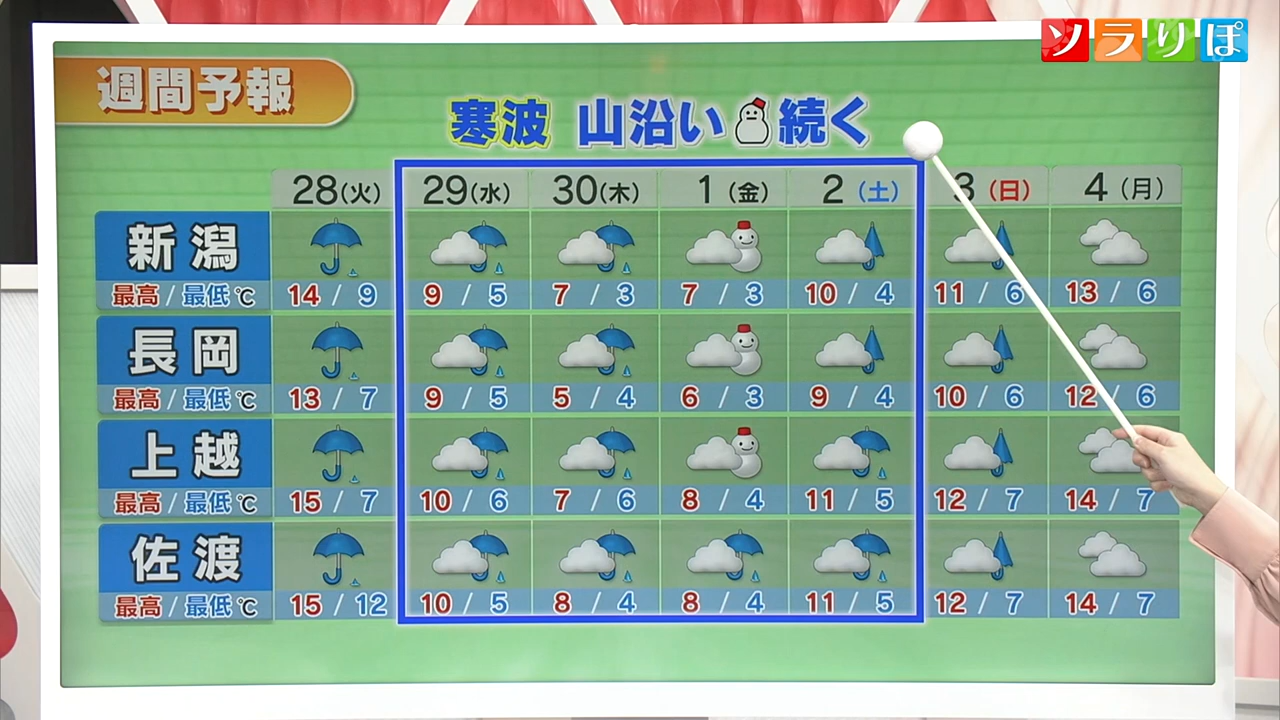 ソラりぽ
週間予報
寒波 山沿い 続く
28(火) 29(水) 30(木) 1(金) 2(土) 3(日) 4(月)
新潟
最高/最低℃ 14/9 9/5 7/3 7/3 10/4 11/6 13/6
長岡
最高/最低℃ 13/7 9/5 5/4 6/3 9/4 10/6 12/6
上越
最高/最低℃ 15/7 10/6 7/6 8/4 11/5 12/7 14/7
佐渡
最高/最低℃ 15/12 10/5 8/4 8/4 11/5 12/7 14/7